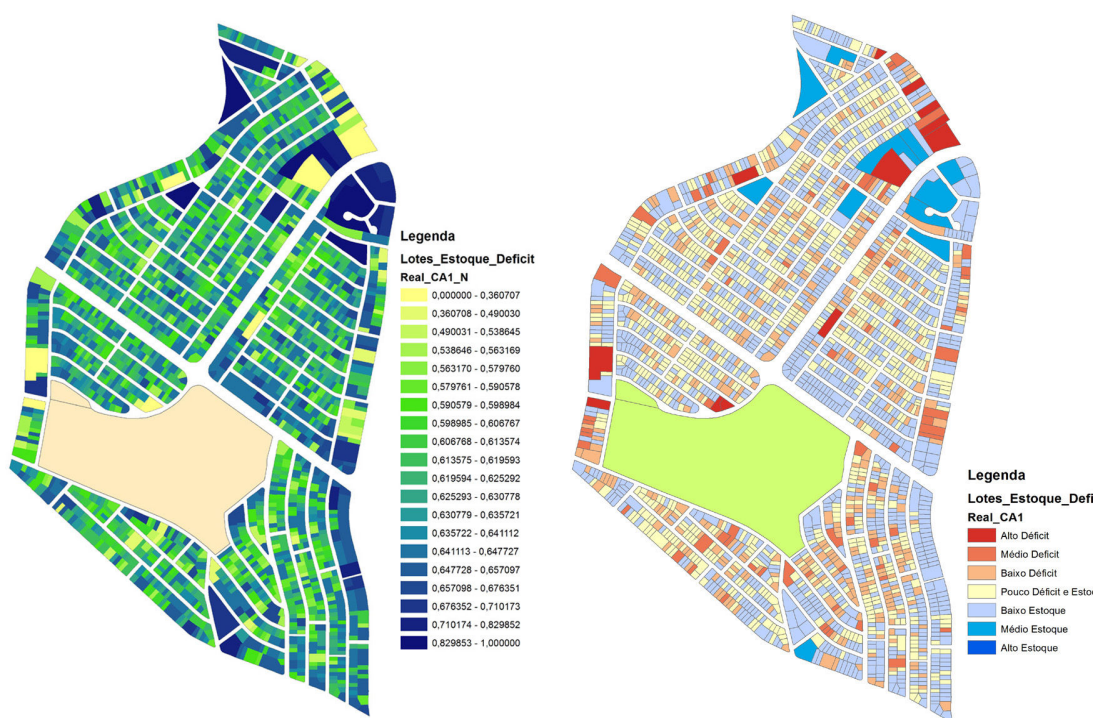 Legenda
Lotes_Estoque_Deficit
Real_CA1_N
0,000000 - 0,360707
0,360708 - 0,490030
0,490031 - 0,538645
0,538646 - 0,563169
0,563170 - 0,579760
0,579761 - 0,590578
0,590579 - 0,598984
0,598985 - 0,606767
0,606768 - 0,613574
0,613575 - 0,619593
0,619594 - 0,625292
0,625293 - 0,630778
0,630779 - 0,635721
0,635722 - 0,641112
0,641113 - 0,647727
0,647728 - 0,657097
0,657098 - 0,676351
0,676352 - 0,710173
0,710174 - 0,829852
0,829853 - 1,000000
Legenda
Lotes_Estoque_Defi
Real_CA1
Alto Déficit
Médio Deficit
Baixo Déficit
Pouco Déficit e Esto
Baixo Estoque
Médio Estoque
Alto Estoque